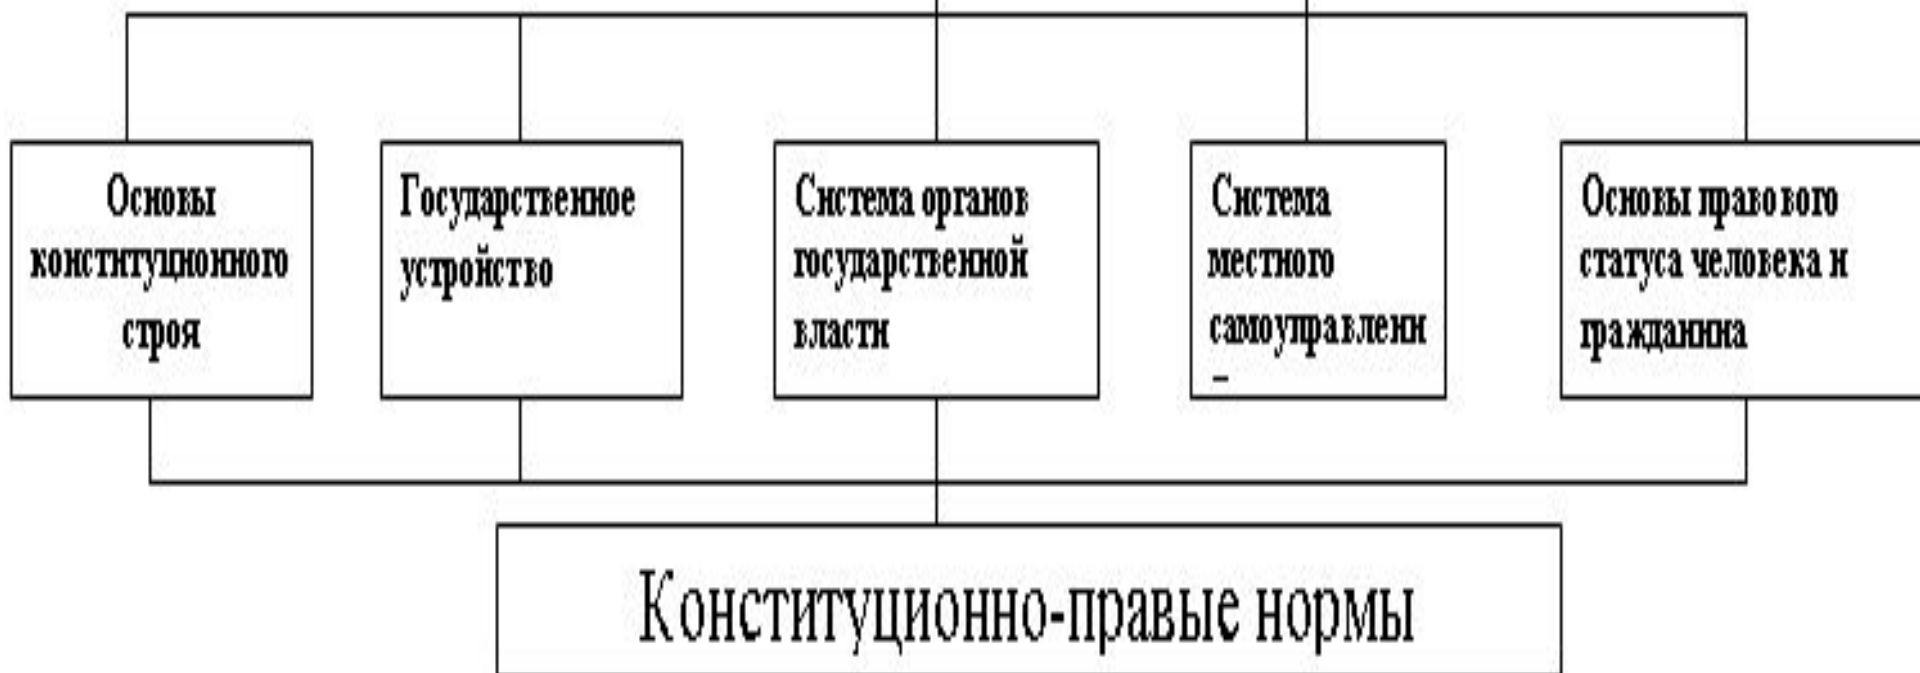 Основы
конституционного
строя
Государственное
устройство
Система органов
государственной
власти
Система
местного
самоуправлени
Основы правового
статуса человека и
гражданина
Конституционно-правые нормы